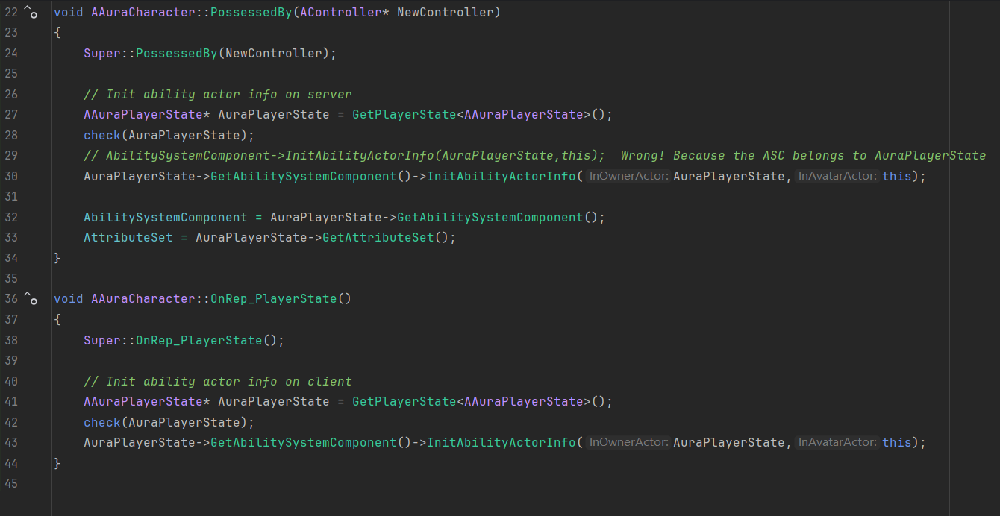 22 void AAuraCharacter::PossessedBy(AController* NewController)
23 {
24     Super::PossessedBy(NewController);
25
26     // Init ability actor info on server
27     AAuraPlayerState* AuraPlayerState = GetPlayerState<AAuraPlayerState>();
28     check(AuraPlayerState);
29     // AbilitySystemComponent->InitAbilityActorInfo(AuraPlayerState,this);  Wrong! Because the ASC belongs to AuraPlayerState
30     AuraPlayerState->GetAbilitySystemComponent()->InitAbilityActorInfo( InOwnerActor: AuraPlayerState, InAvatarActor: this);
31
32     AbilitySystemComponent = AuraPlayerState->GetAbilitySystemComponent();
33     AttributeSet = AuraPlayerState->GetAttributeSet();
34 }
35
36 void AAuraCharacter::OnRep_PlayerState()
37 {
38     Super::OnRep_PlayerState();
39
40     // Init ability actor info on client
41     AAuraPlayerState* AuraPlayerState = GetPlayerState<AAuraPlayerState>();
42     check(AuraPlayerState);
43     AuraPlayerState->GetAbilitySystemComponent()->InitAbilityActorInfo( InOwnerActor: AuraPlayerState, InAvatarActor: this);
44 }
45